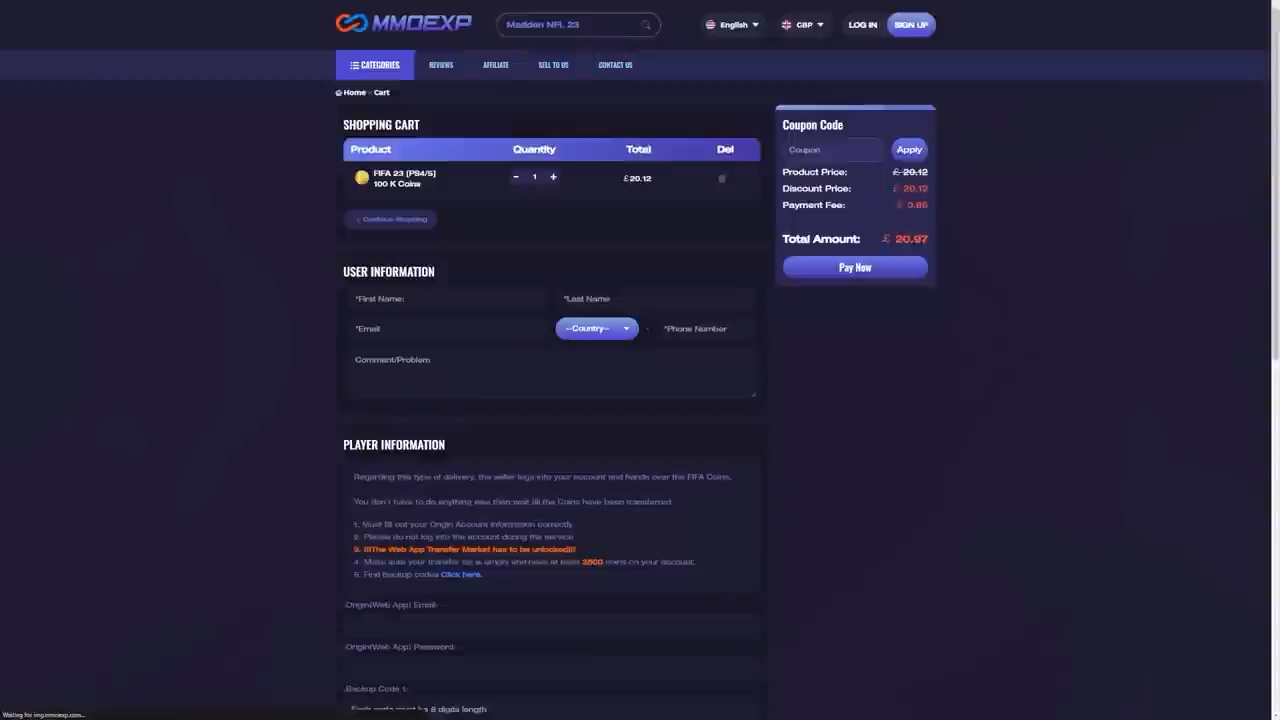 MMOEXP
Madden NFL 23
English
GBP
LOG IN
SIGN UP
CATEGORIES
REVIEWS
AFFILIATE
SELL TO US
CONTACT US
Home
Cart
SHOPPING CART
Product
Quantity
Total
Del
FIFA 23 [PS4/5]
100 K Coins
- 1 +
£20.12
< Continue Shopping
Coupon Code
Coupon
Apply
Product Price: £ 20.12
Discount Price: £ 20.12
Payment Fee: £ 0.85
Total Amount: £ 20.97
Pay Now
USER INFORMATION
*First Name:
*Last Name
*Email
--Country--
-
*Phone Number
Comment/Problem
PLAYER INFORMATION
Regarding this type of delivery, the seller logs into your account and hands over the FIFA Coins.
You don't have to do anything else then wait till the Coins have been transferred
1. Must fill out your Origin Account information correctly
2. Please do not log into the account during the service
3. !!!The Web App Transfer Market has to be unlocked!!!
4. Make sure your transfer list is empty and have at least 2500 coins on your account.
5. Find backup codes Click here.
Origin(Web App) Email:
Origin(Web App) Password:
Backup Code 1:
Each code must be 8 digits length
Waiting for img.mmoexp.com...